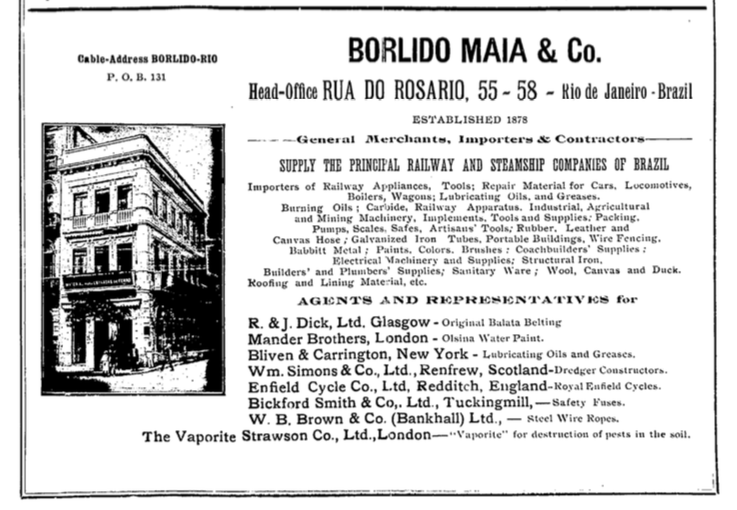 Cable-Address BORLIDO-RIO
P. O. B. 131
BORLIDO MAIA & Co.
Head-Office RUA DO ROSARIO, 55 - 58 - Rio de Janeiro - Brazil
ESTABLISHED 1878
General Merchants, Importers & Contractors
SUPPLY THE PRINCIPAL RAILWAY AND STEAMSHIP COMPANIES OF BRAZIL
Importers of Railway Appliances, Tools; Repair Material for Cars, Locomotives,
Boilers, Wagons; Lubricating Oils, and Greases.
Burning Oils; Carbide, Railway Apparatus, Industrial, Agricultural
and Mining Machinery, Implements, Tools and Supplies; Packing,
Pumps, Scales, Safes, Artisans' Tools; Rubber, Leather and
Canvas Hose; Galvanized Iron Tubes, Portable Buildings, Wire Fencing,
Babbitt Metal; Paints, Colors, Brushes; Coachbuilders' Supplies;
Electrical Machinery and Supplies; Structural Iron,
Builders' and Plumbers' Supplies; Sanitary Ware; Wool, Canvas and Duck.
Roofing and Lining Material, etc.
AGENTS AND REPRESENTATIVES for
R. & J. Dick, Ltd. Glasgow - Original Balata Belting
Mander Brothers, London - Olsina Water Paint.
Bliven & Carrington, New York - Lubricating Oils and Greases.
Wm. Simons & Co., Ltd., Renfrew, Scotland-Dredger Constructors.
Enfield Cycle Co., Ltd, Redditch, England-Royal Enfield Cycles.
Bickford Smith & Co,. Ltd., Tuckingmill,—Safety Fuses.
W. B. Brown & Co. (Bankhall) Ltd., — Steel Wire Ropes.
The Vaporite Strawson Co., Ltd.,London—"Vaporite" for destruction of pests in the soil.